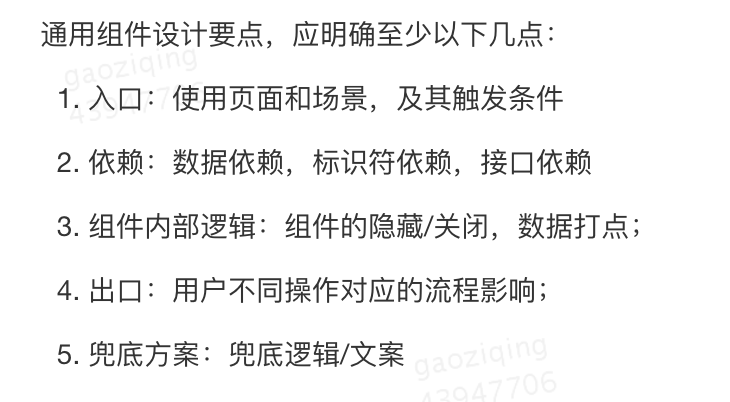 通用组件设计要点，应明确至少以下几点：
1. 入口：使用页面和场景，及其触发条件
2. 依赖：数据依赖，标识符依赖，接口依赖
3. 组件内部逻辑：组件的隐藏/关闭，数据打点；
4. 出口：用户不同操作对应的流程影响；
5. 兜底方案：兜底逻辑/文案
gaoziqing
43947706
gaoziqing
43947706